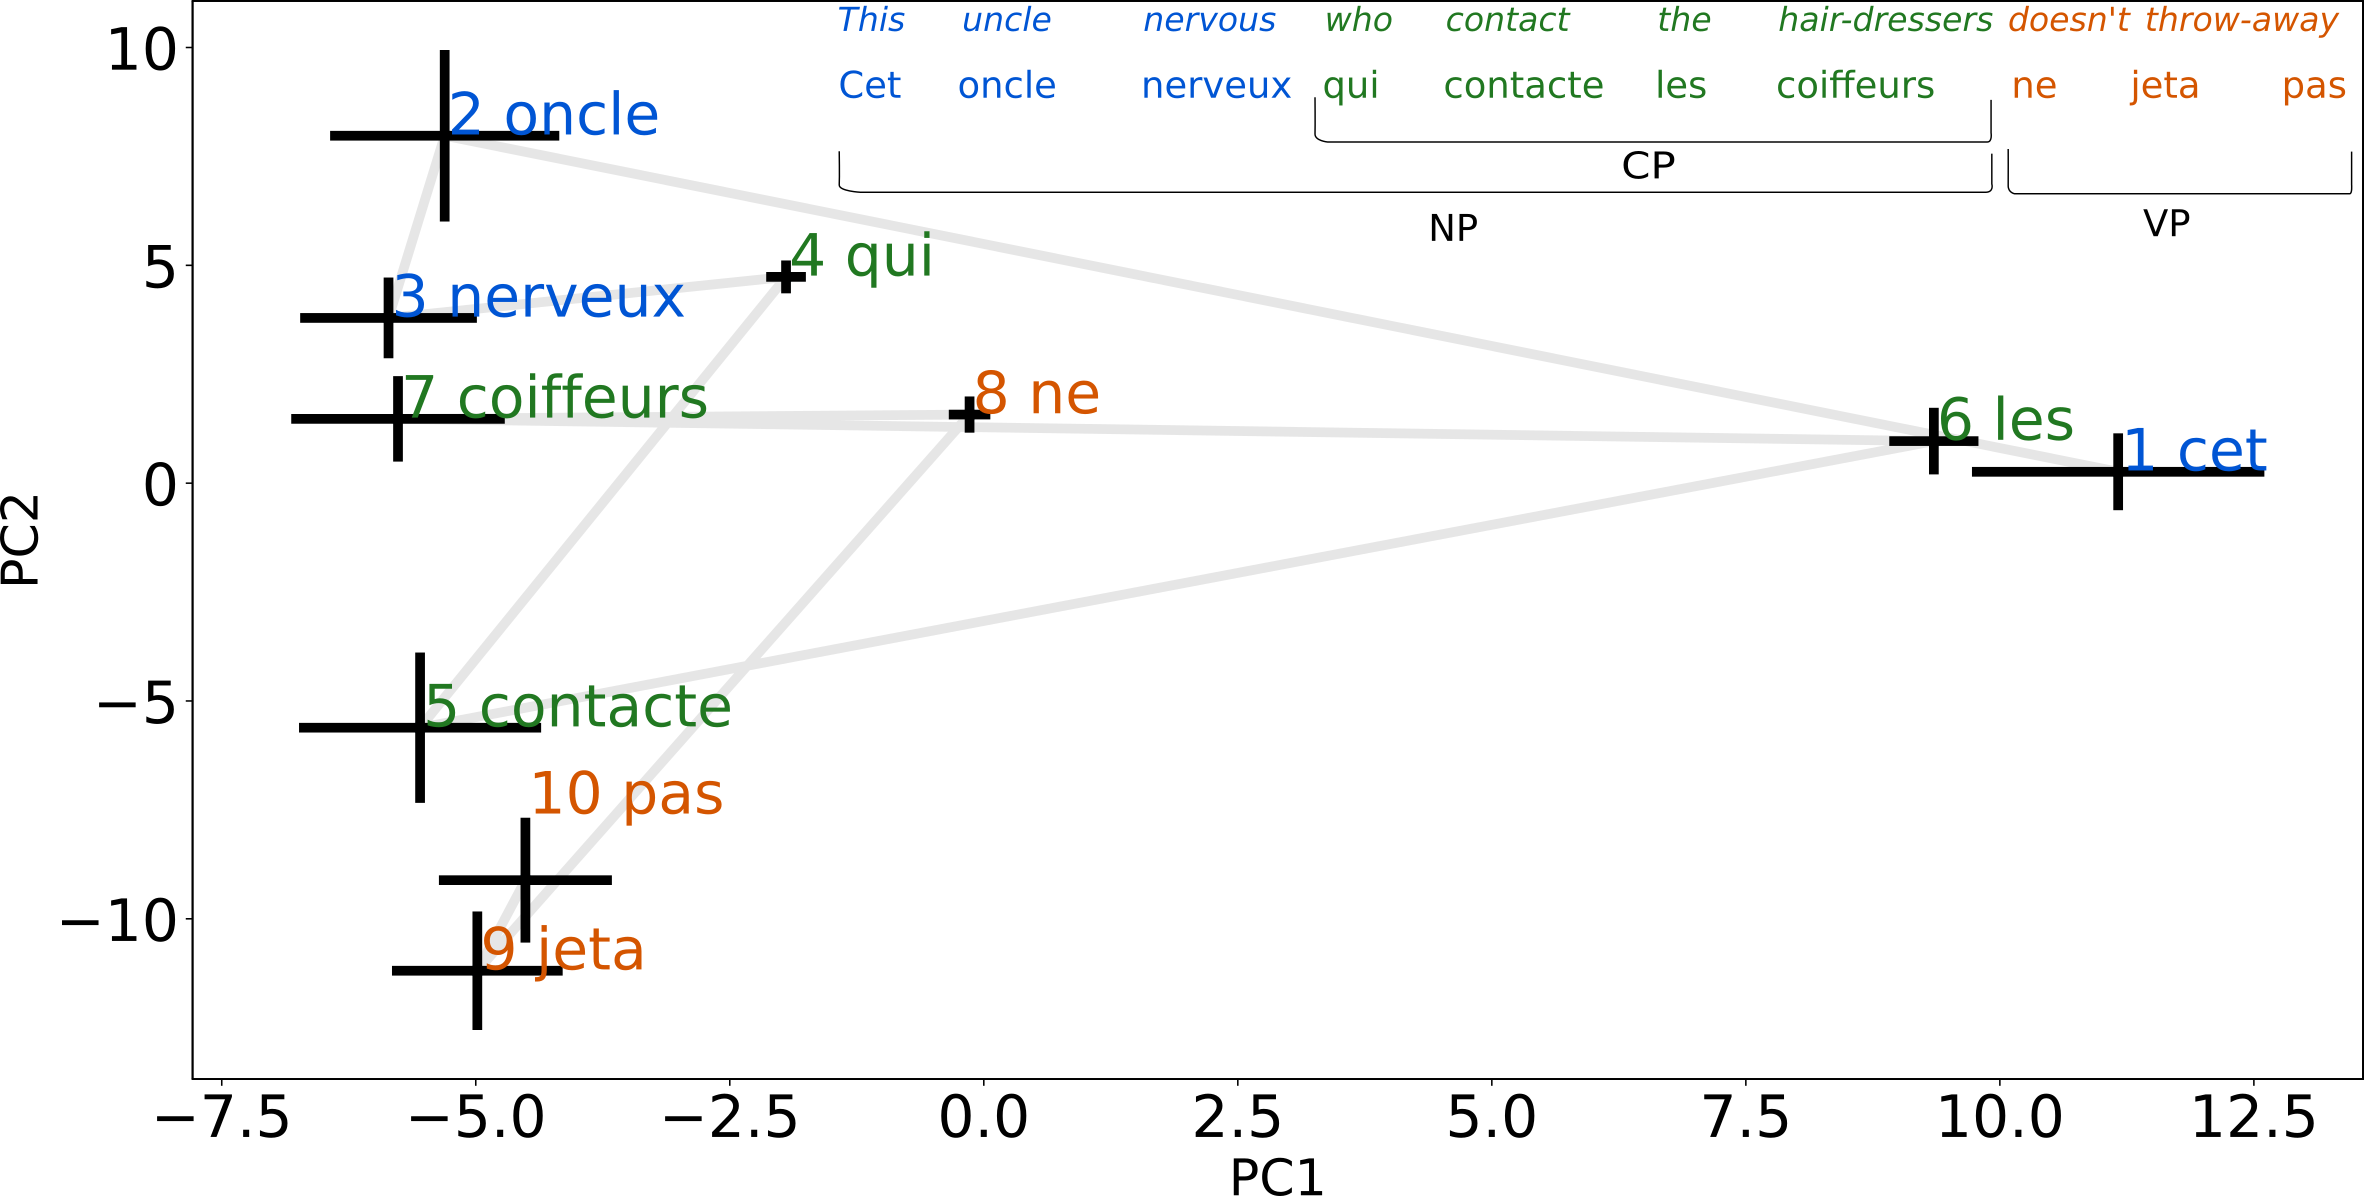 This uncle nervous who contact the hair-dressers doesn't throw-away
Cet oncle nerveux qui contacte les coiffeurs ne jeta pas
CP
NP
VP
10
5
0
−5
−10
PC2
2 oncle
3 nerveux
4 qui
7 coiffeurs
8 ne
6 les
1 cet
5 contacte
10 pas
9 jeta
−7.5 −5.0 −2.5 0.0 2.5 5.0 7.5 10.0 12.5
PC1